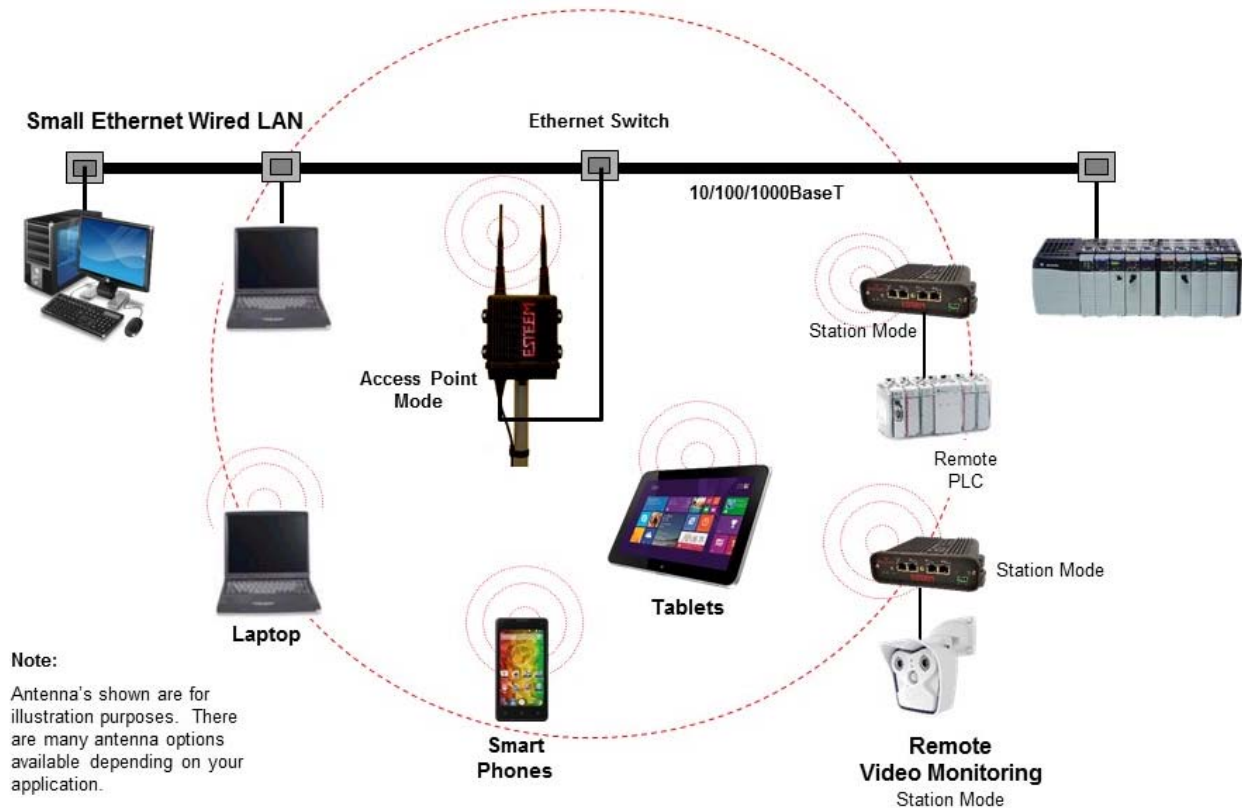 Small Ethernet Wired LAN
Ethernet Switch
10/100/1000BaseT
Access Point
Mode
ESTEEM
Station Mode
Remote
PLC
Station Mode
Laptop
Tablets
Smart
Phones
Remote
Video Monitoring
Station Mode
Note:
Antenna's shown are for
illustration purposes. There
are many antenna options
available depending on your
application.